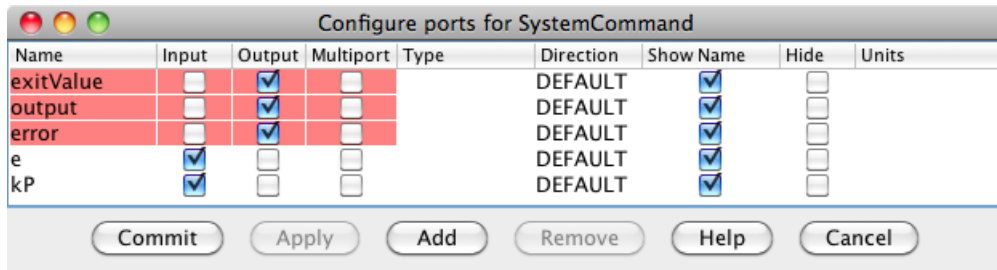 Configure ports for SystemCommand
Name Input Output Multiport Type Direction Show Name Hide Units
exitValue DEFAULT
output DEFAULT
error DEFAULT
e DEFAULT
kP DEFAULT
Commit Apply Add Remove Help Cancel